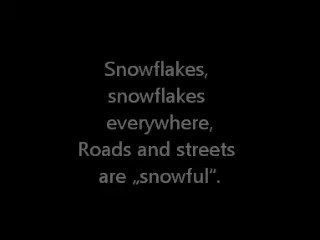 Snowflakes,
snowflakes
everywhere,
Roads and streets
are „snowful“.